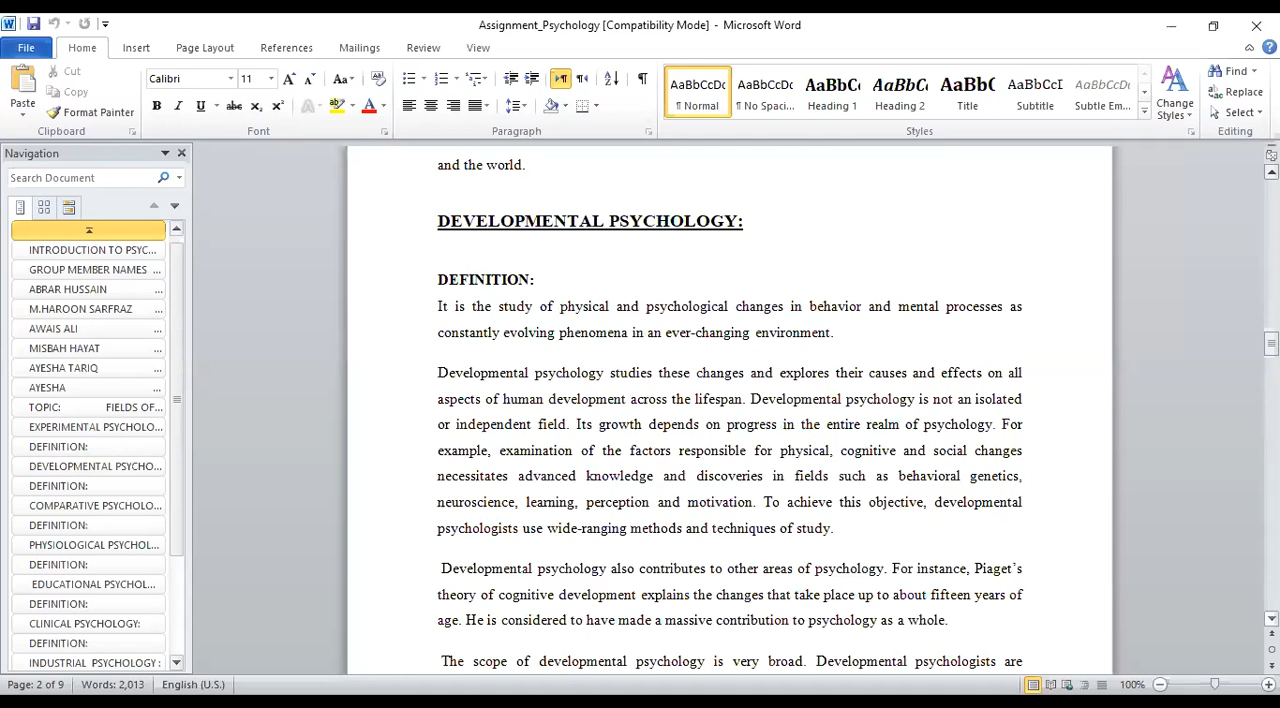 Assignment_Psychology [Compatibility Mode] - Microsoft Word
File Home Insert Page Layout References Mailings Review View
Paste
Cut
Copy
Format Painter
Clipboard
Calibri 11
Font
Paragraph
AaBbCcDc AaBbCcDc AaBbC AaBbC AaBb( AaBbCcI AaBbCcDc
¶ Normal ¶ No Spaci... Heading 1 Heading 2 Title Subtitle Subtle Em...
Styles
Change Styles
Find
Replace
Select
Editing
Navigation
Search Document
INTRODUCTION TO PSYC...
GROUP MEMBER NAMES ...
ABRAR HUSSAIN ...
M.HAROON SARFRAZ ...
AWAIS ALI ...
MISBAH HAYAT ...
AYESHA TARIQ ...
AYESHA ...
TOPIC: FIELDS OF...
EXPERIMENTAL PSYCHOLO...
DEFINITION:
DEVELOPMENTAL PSYCHO...
DEFINITION:
COMPARATIVE PSYCHOLO...
DEFINITION:
PHYSIOLOGICAL PSYCHOL...
DEFINITION:
EDUCATIONAL PSYCHOL...
DEFINITION:
CLINICAL PSYCHOLOGY:
DEFINITION:
INDUSTRIAL PSYCHOLOGY :
and the world.
DEVELOPMENTAL PSYCHOLOGY:
DEFINITION:
It is the study of physical and psychological changes in behavior and mental processes as
constantly evolving phenomena in an ever-changing environment.
Developmental psychology studies these changes and explores their causes and effects on all
aspects of human development across the lifespan. Developmental psychology is not an isolated
or independent field. Its growth depends on progress in the entire realm of psychology. For
example, examination of the factors responsible for physical, cognitive and social changes
necessitates advanced knowledge and discoveries in fields such as behavioral genetics,
neuroscience, learning, perception and motivation. To achieve this objective, developmental
psychologists use wide-ranging methods and techniques of study.
Developmental psychology also contributes to other areas of psychology. For instance, Piaget’s
theory of cognitive development explains the changes that take place up to about fifteen years of
age. He is considered to have made a massive contribution to psychology as a whole.
The scope of developmental psychology is very broad. Developmental psychologists are
Page: 2 of 9 Words: 2,013 English (U.S.) 100%